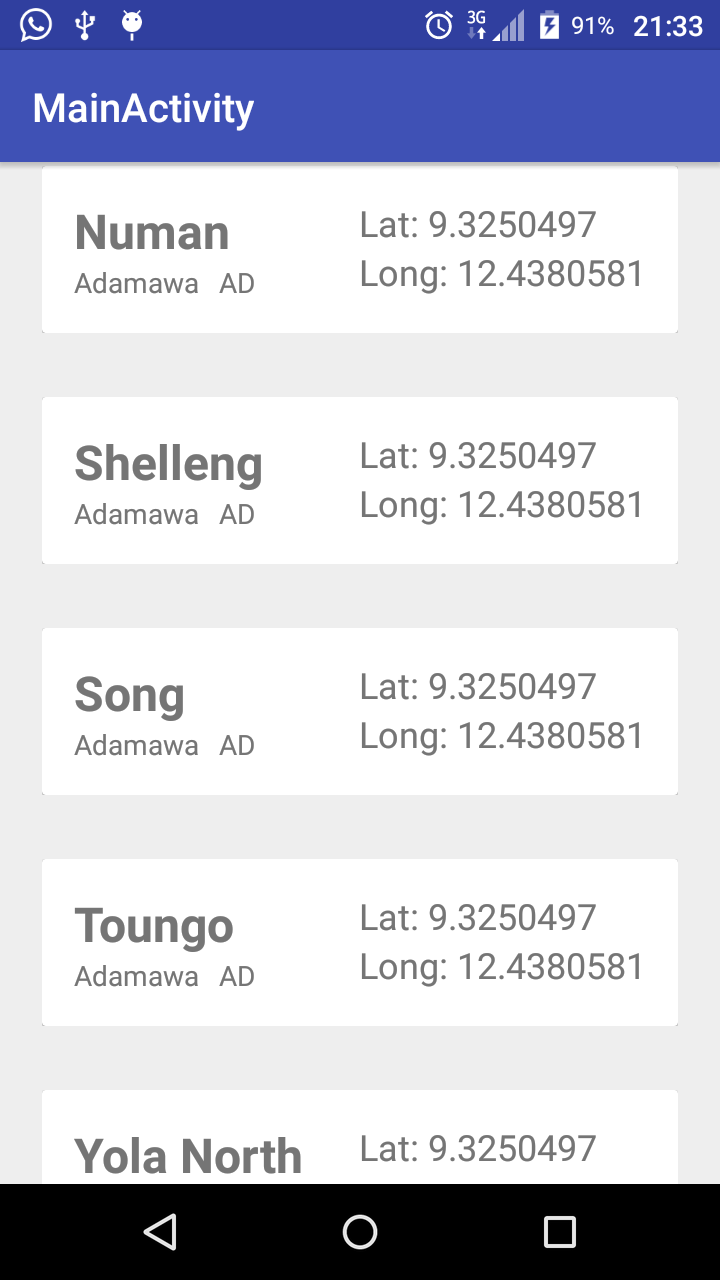 3G 91% 21:33
MainActivity
Numan
Adamawa AD
Lat: 9.3250497
Long: 12.4380581
Shelleng
Adamawa AD
Lat: 9.3250497
Long: 12.4380581
Song
Adamawa AD
Lat: 9.3250497
Long: 12.4380581
Toungo
Adamawa AD
Lat: 9.3250497
Long: 12.4380581
Yola North
Lat: 9.3250497